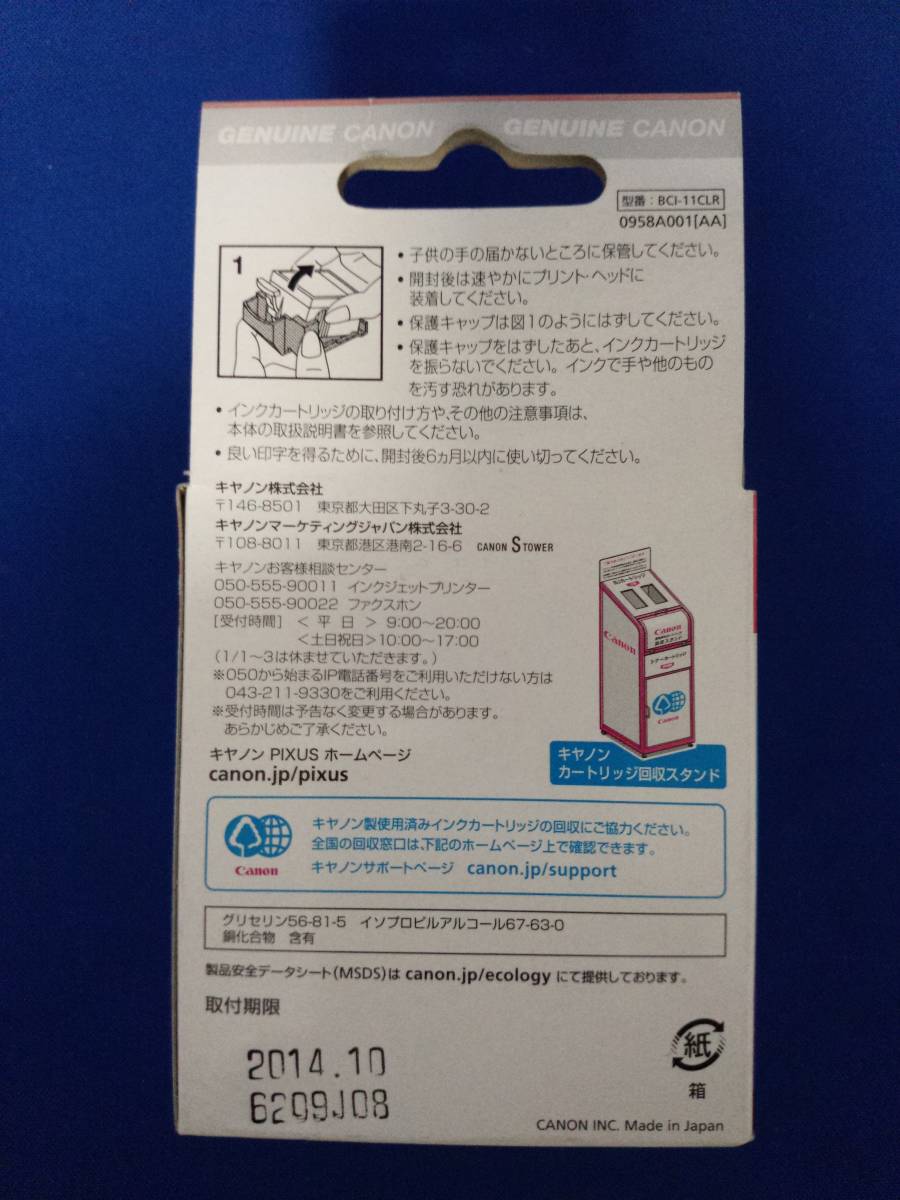 GENUINE CANON GENUINE CANON
型番：BCI-11CLR
0958A001[AA]
1
・子供の手の届かないところに保管してください。
・開封後は速やかにプリント・ヘッドに
装着してください。
・保護キャップは図1のようにはずしてください。
・保護キャップをはずしたあと、インクカートリッジ
を振らないでください。インクで手や他のもの
を汚す恐れがあります。
・インクカートリッジの取り付け方や、その他の注意事項は、
本体の取扱説明書を参照してください。
・良い印字を得るために、開封後6ヵ月以内に使い切ってください。
キヤノン株式会社
〒146-8501 東京都大田区下丸子3-30-2
キヤノンマーケティングジャパン株式会社
〒108-8011 東京都港区港南2-16-6 CANON S TOWER
キヤノンお客様相談センター
050-555-90011 インクジェットプリンター
050-555-90022 ファクスホン
[受付時間] ＜ 平 日 ＞ 9:00～20:00
＜土日祝日＞10:00～17:00
(1/1～3は休ませていただきます。)
※050から始まるIP電話番号をご利用いただけない方は
043-211-9330をご利用ください。
※受付時間は予告なく変更する場合があります。
あらかじめご了承ください。
キヤノン PIXUS ホームページ
canon.jp/pixus
Canon
Canon
トナーカートリッジ
Canon
キヤノン
カートリッジ回収スタンド
キヤノン製使用済みインクカートリッジの回収にご協力ください。
全国の回収窓口は、下記のホームページ上で確認できます。
キヤノンサポートページ canon.jp/support
Canon
グリセリン56-81-5 イソプロピルアルコール67-63-0
銅化合物 含有
製品安全データシート(MSDS)は canon.jp/ecology にて提供しております。
取付期限
2014.10
6209J08
紙
箱
CANON INC. Made in Japan